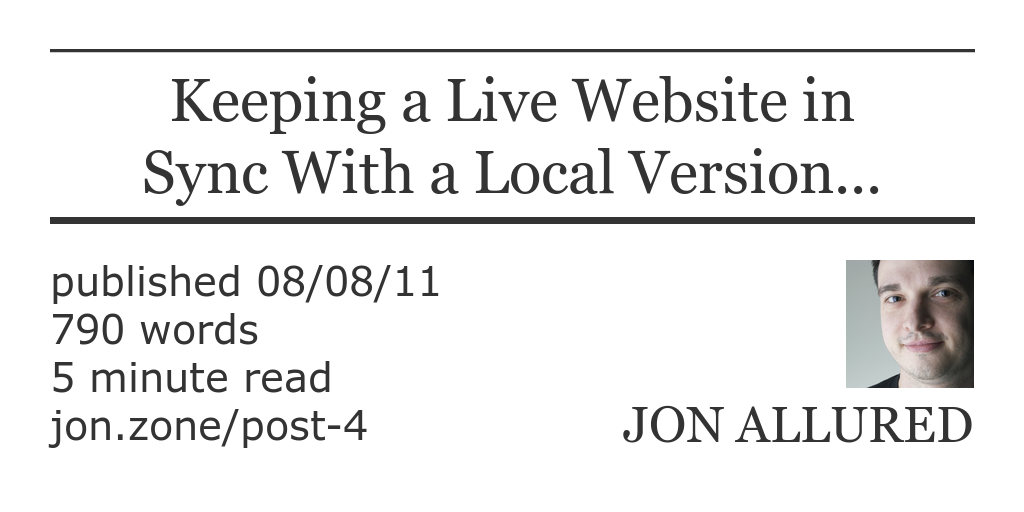 Keeping a Live Website in
Sync With a Local Version...
published 08/08/11
790 words
5 minute read
jon.zone/post-4
JON ALLURED